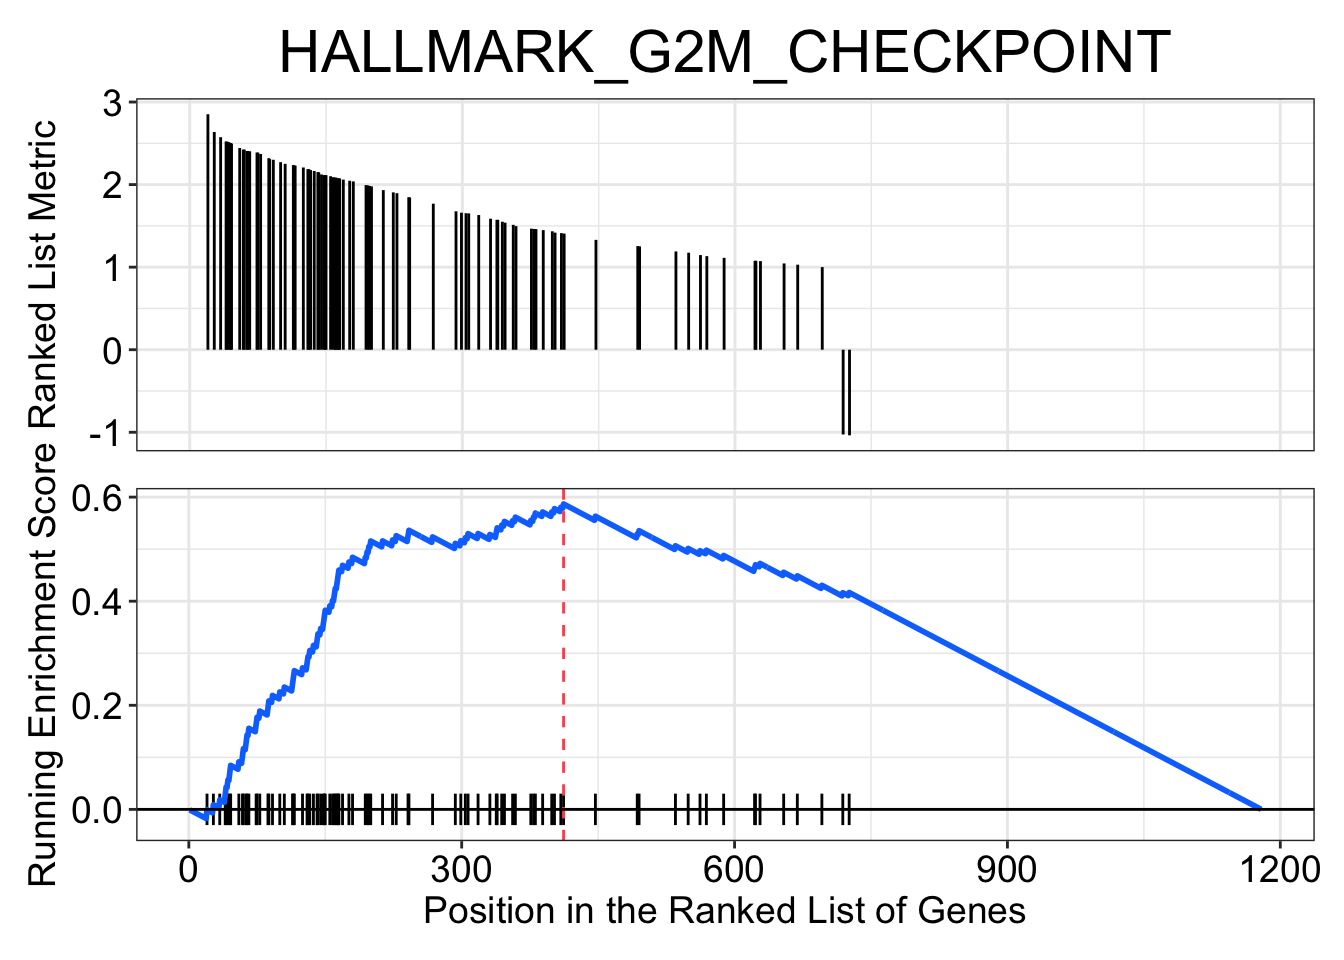 HALLMARK_G2M_CHECKPOINT
Ranked List Metric
3
2
1
0
-1
Running Enrichment Score
0.6
0.4
0.2
0.0
0 300 600 900 1200
Position in the Ranked List of Genes